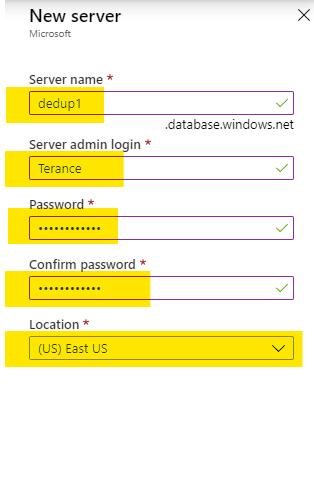 New server
Microsoft
Server name *
dedup1
.database.windows.net
Server admin login *
Terance
Password *
••••••••••••
Confirm password *
••••••••••••
Location *
(US) East US